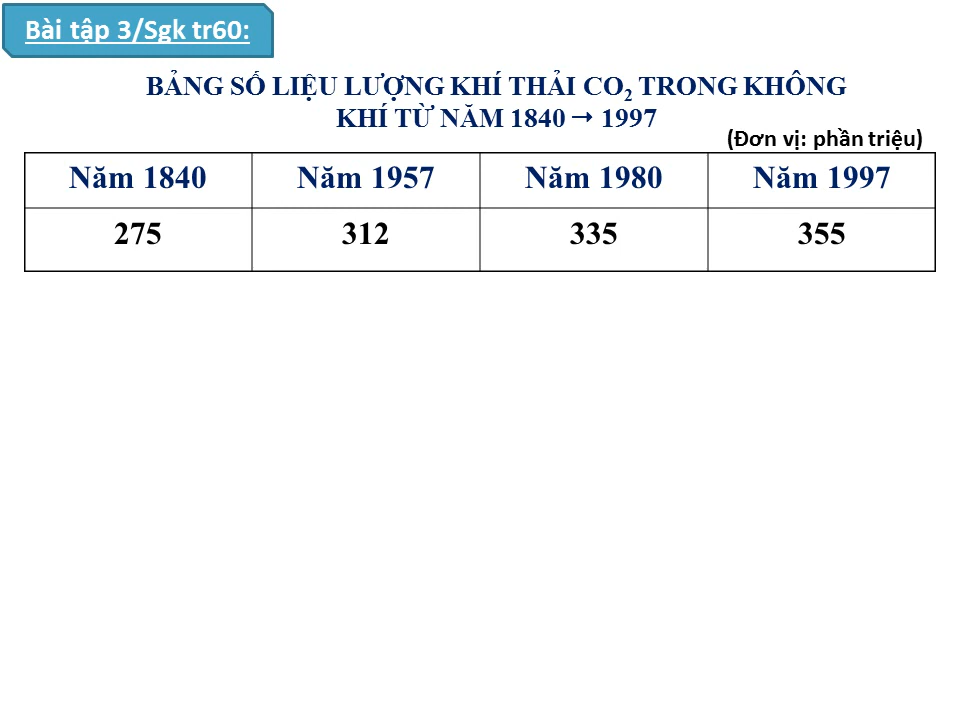 Bài tập 3/Sgk tr60:
BẢNG SỐ LIỆU LƯỢNG KHÍ THẢI CO₂ TRONG KHÔNG
KHÍ TỪ NĂM 1840 → 1997
(Đơn vị: phần triệu)
Năm 1840 Năm 1957 Năm 1980 Năm 1997
275 312 335 355